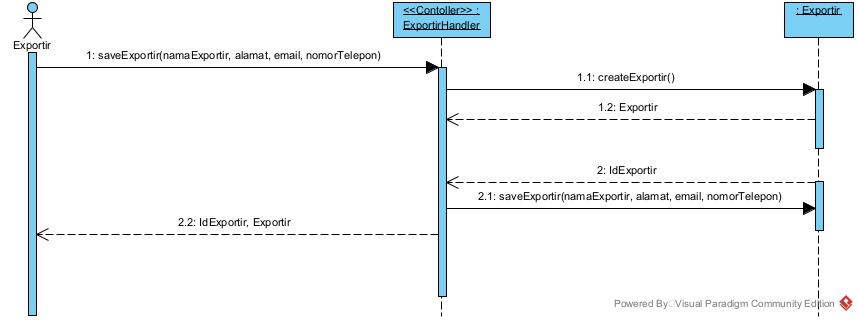 <<Contoller>> :
ExportirHandler
: Exportir
Exportir
1: saveExportir(namaExportir, alamat, email, nomorTelepon)
1.1: createExportir()
1.2: Exportir
2: IdExportir
2.1: saveExportir(namaExportir, alamat, email, nomorTelepon)
2.2: IdExportir, Exportir
Powered By Visual Paradigm Community Edition